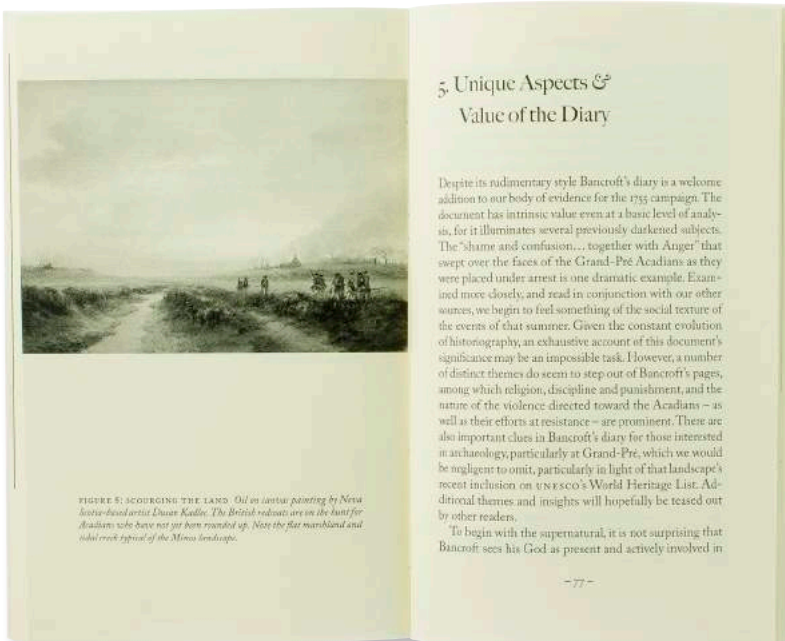 FIGURE 8: SCOURGING THE LAND Oil on canvas painting by Nova
Scotia-based artist Dusan Kadlec. The British redcoats are on the hunt for
Acadians who have not yet been rounded up. Note the flat marshland and
tidal creek typical of the Minas landscape.
5. Unique Aspects &
Value of the Diary
Despite its rudimentary style Bancroft's diary is a welcome
addition to our body of evidence for the 1755 campaign. The
document has intrinsic value even at a basic level of analy-
sis, for it illuminates several previously darkened subjects.
The "shame and confusion... together with Anger" that
swept over the faces of the Grand-Pré Acadians as they
were placed under arrest is one dramatic example. Exam-
ined more closely, and read in conjunction with our other
sources, we begin to feel something of the social texture of
the events of that summer. Given the constant evolution
of historiography, an exhaustive account of this document's
significance may be an impossible task. However, a number
of distinct themes do seem to step out of Bancroft's pages,
among which religion, discipline and punishment, and the
nature of the violence directed toward the Acadians – as
well as their efforts at resistance – are prominent. There are
also important clues in Bancroft's diary for those interested
in archaeology, particularly at Grand-Pré, which we would
be negligent to omit, particularly in light of that landscape's
recent inclusion on UNESCO's World Heritage List. Ad-
ditional themes and insights will hopefully be teased out
by other readers.
To begin with the supernatural, it is not surprising that
Bancroft sees his God as present and actively involved in
– 77 –